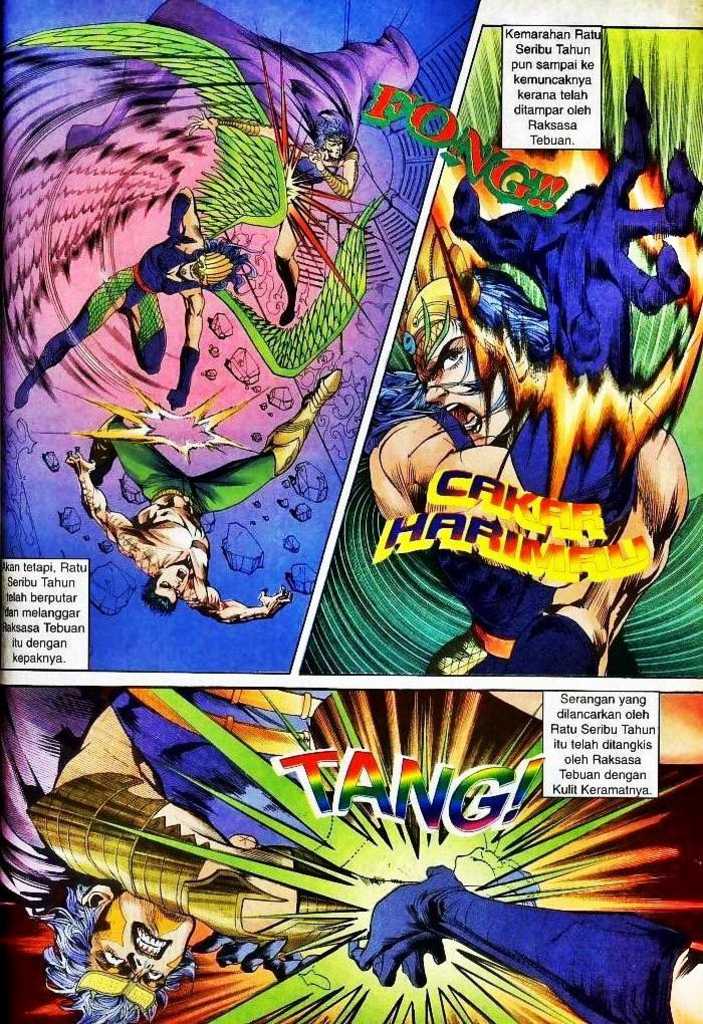 Akan tetapi, Ratu
Seribu Tahun
telah berputar
dan melanggar
Raksasa Tebuan
itu dengan
kepaknya.
Kemarahan Ratu
Seribu Tahun
pun sampai ke
kemuncaknya
kerana telah
ditampar oleh
Raksasa
Tebuan.
FONG!!!
CAKAR
HARIMAU
Serangan yang
dilancarkan oleh
Ratu Seribu Tahun
itu telah ditangkis
oleh Raksasa
Tebuan dengan
Kulit Keramatnya.
TANG!